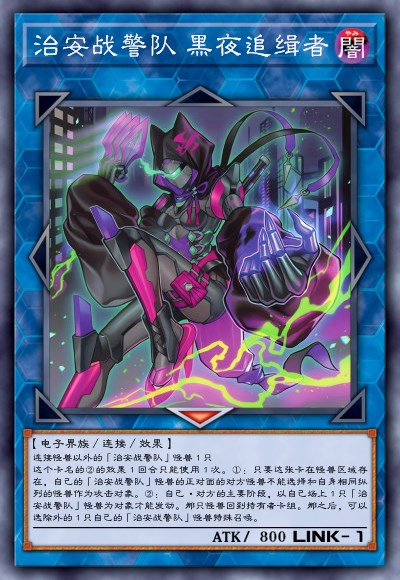 治安战警队 黑夜追缉者
やみ
闇
【电子界族／连接／效果】
连接怪兽以外的「治安战警队」怪兽1只
这个卡名的②的效果1回合只能使用1次。①：只要这张卡在怪兽区域存
在，自己的「治安战警队」怪兽的正对面的对方怪兽不能选择和自身相同纵
列的怪兽作为攻击对象。②：自己·对方的主要阶段，以自己场上1只「治
安战警队」怪兽为对象才能发动。那只怪兽回到持有者卡组。那之后，可以
选除外的1只自己的「治安战警队」怪兽特殊召唤。
ATK/ 800 LINK-1